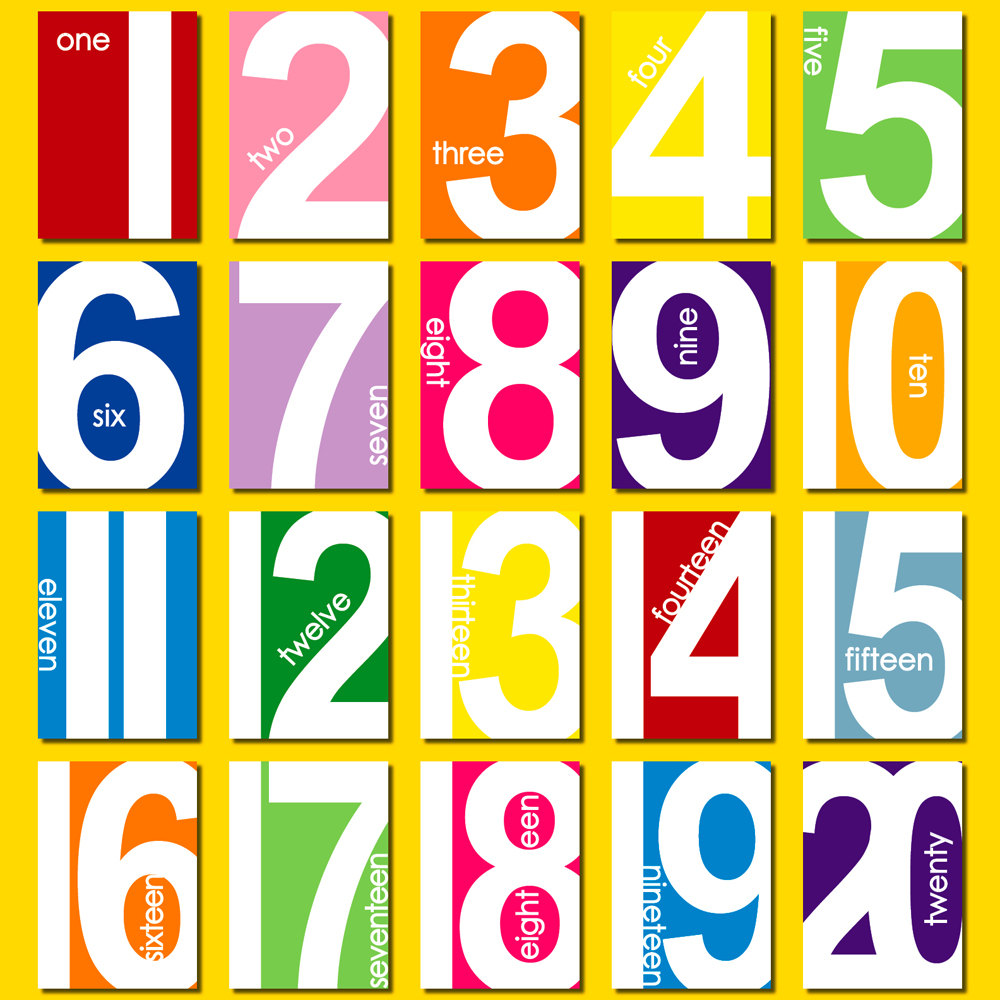 1 one
2 two
3 three
4 four
5 five
6 six
7 seven
8 eight
9 nine
10 ten
11 eleven
12 twelve
13 thirteen
14 fourteen
15 fifteen
16 sixteen
17 seventeen
18 eight een
19 nineteen
20 twenty